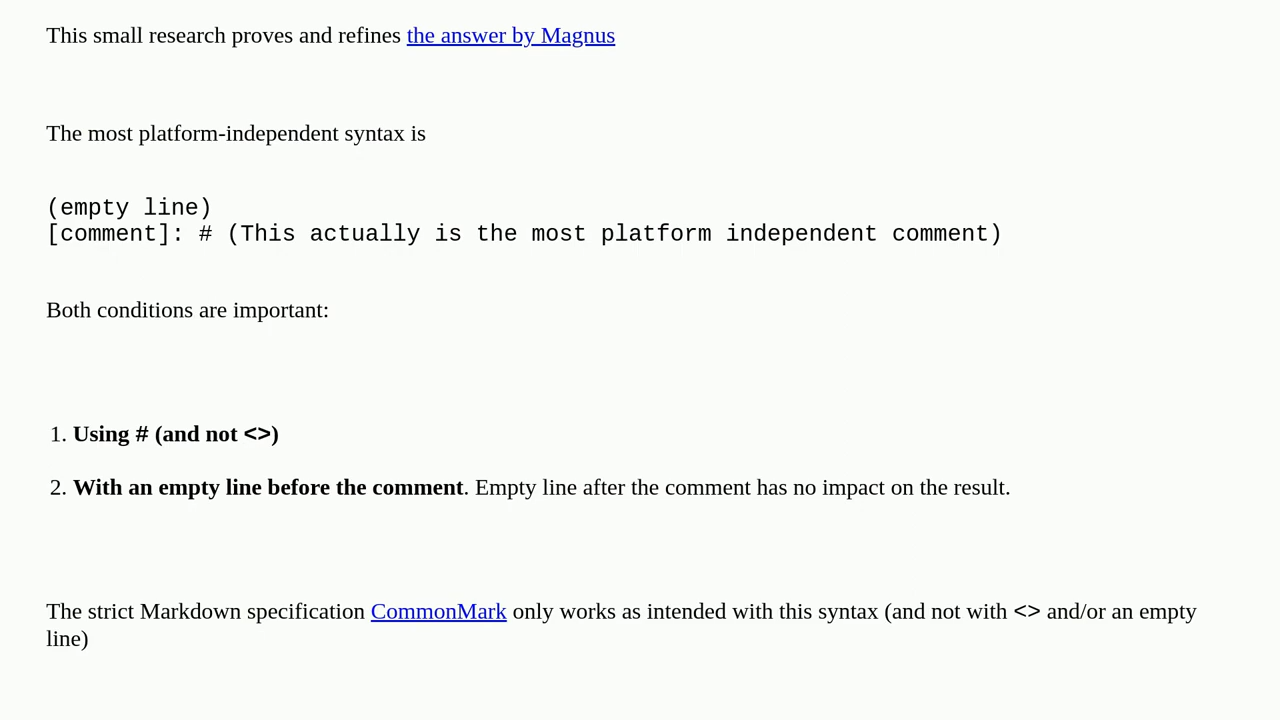 This small research proves and refines the answer by Magnus
The most platform-independent syntax is
(empty line)
[comment]: # (This actually is the most platform independent comment)
Both conditions are important:
1. Using # (and not <>)
2. With an empty line before the comment. Empty line after the comment has no impact on the result.
The strict Markdown specification CommonMark only works as intended with this syntax (and not with <> and/or an empty
line)